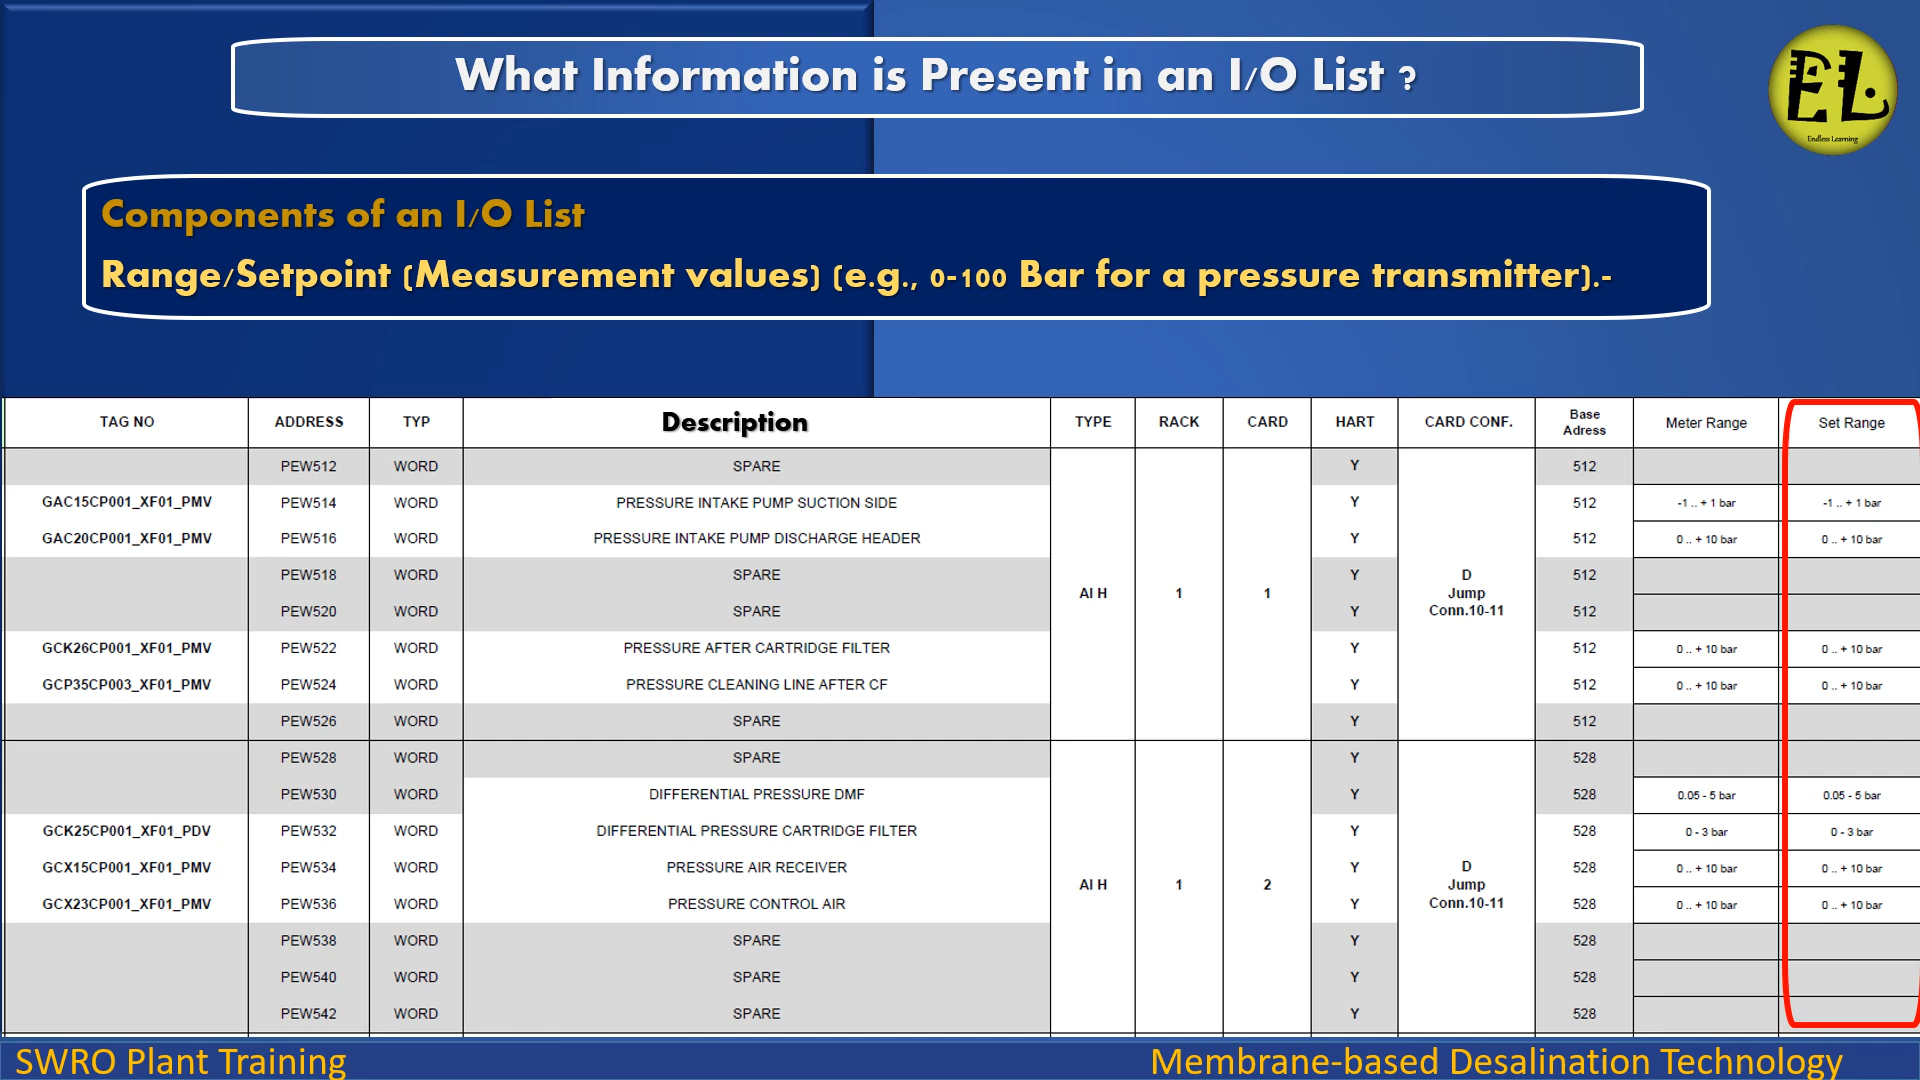 What Information is Present in an I/O List ?
EL.
Endless Learning
Components of an I/O List
Range/Setpoint (Measurement values) (e.g., 0-100 Bar for a pressure transmitter).-
TAG NO ADDRESS TYP Description TYPE RACK CARD HART CARD CONF. Base Adress Meter Range Set Range
PEW512 WORD SPARE Y 512
GAC15CP001_XF01_PMV PEW514 WORD PRESSURE INTAKE PUMP SUCTION SIDE Y 512 -1 .. + 1 bar -1 .. + 1 bar
GAC20CP001_XF01_PMV PEW516 WORD PRESSURE INTAKE PUMP DISCHARGE HEADER Y 512 0 .. + 10 bar 0 .. + 10 bar
PEW518 WORD SPARE Y 512
AI H 1 1 D Jump Conn.10-11
PEW520 WORD SPARE Y 512
GCK26CP001_XF01_PMV PEW522 WORD PRESSURE AFTER CARTRIDGE FILTER Y 512 0 .. + 10 bar 0 .. + 10 bar
GCP35CP003_XF01_PMV PEW524 WORD PRESSURE CLEANING LINE AFTER CF Y 512 0 .. + 10 bar 0 .. + 10 bar
PEW526 WORD SPARE Y 512
PEW528 WORD SPARE Y 528
PEW530 WORD DIFFERENTIAL PRESSURE DMF Y 528 0.05 - 5 bar 0.05 - 5 bar
GCK25CP001_XF01_PDV PEW532 WORD DIFFERENTIAL PRESSURE CARTRIDGE FILTER Y 528 0 - 3 bar 0 - 3 bar
GCX15CP001_XF01_PMV PEW534 WORD PRESSURE AIR RECEIVER Y 528 0 .. + 10 bar 0 .. + 10 bar
AI H 1 2 D Jump Conn.10-11
GCX23CP001_XF01_PMV PEW536 WORD PRESSURE CONTROL AIR Y 528 0 .. + 10 bar 0 .. + 10 bar
PEW538 WORD SPARE Y 528
PEW540 WORD SPARE Y 528
PEW542 WORD SPARE Y 528
SWRO Plant Training Membrane-based Desalination Technology